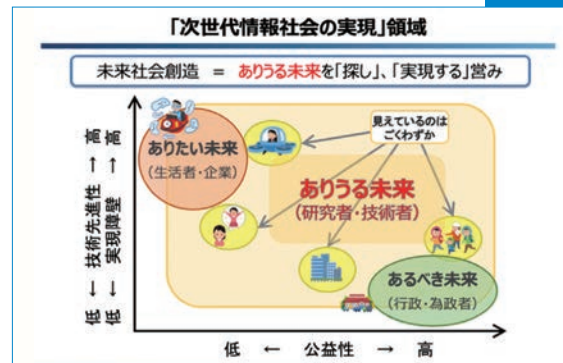 「次世代情報社会の実現」領域
未来社会創造 = ありうる未来を「探し」、「実現する」営み
見えているのは
ごくわずか
ありたい未来
(生活者・企業)
ありうる未来
(研究者・技術者)
あるべき未来
(行政・為政者)
低 ← 技術先進性 → 高
低 ← 実現障壁 → 高
低 ← 公益性 → 高